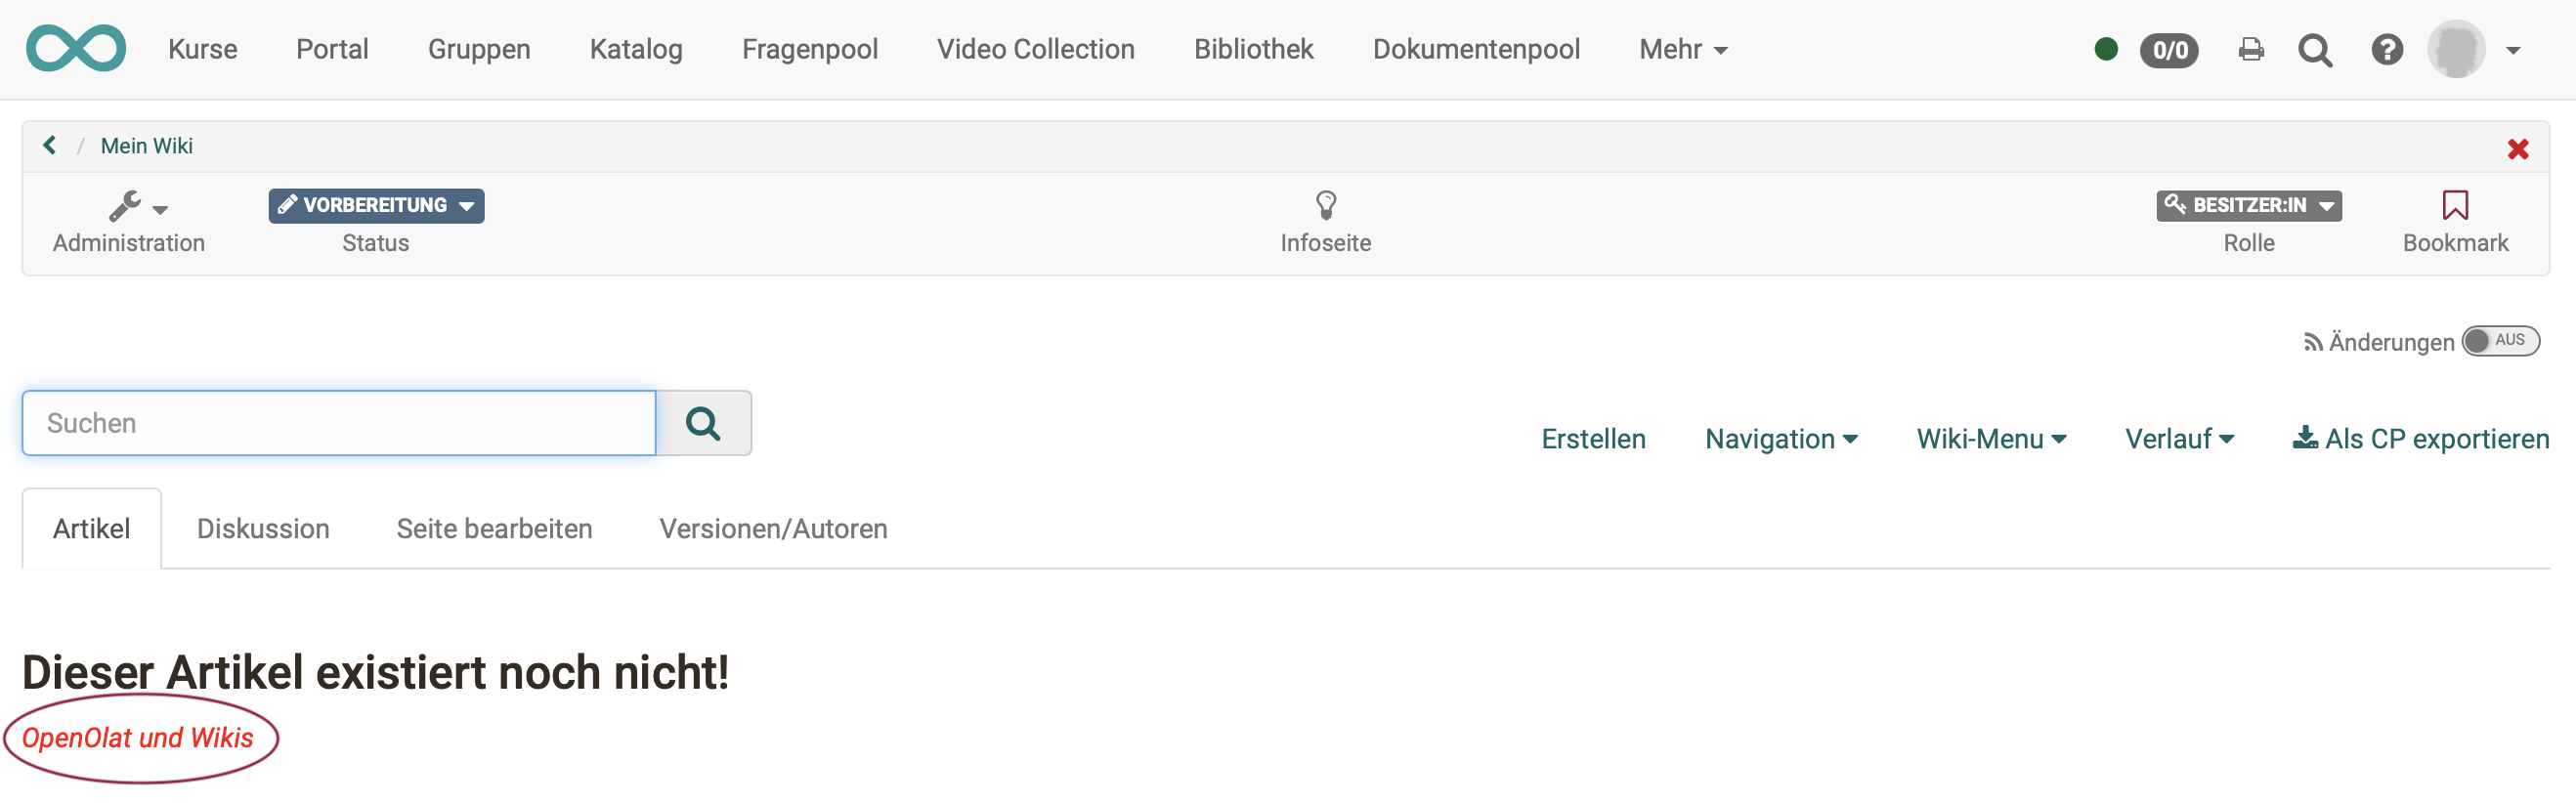 Kurse Portal Gruppen Katalog Fragenpool Video Collection Bibliothek Dokumentenpool Mehr 0/0
/ Mein Wiki
VORBEREITUNG BESITZER:IN
Administration Status Infoseite Rolle Bookmark
Änderungen AUS
Suchen
Erstellen Navigation Wiki-Menu Verlauf Als CP exportieren
Artikel Diskussion Seite bearbeiten Versionen/Autoren
Dieser Artikel existiert noch nicht!
OpenOlat und Wikis